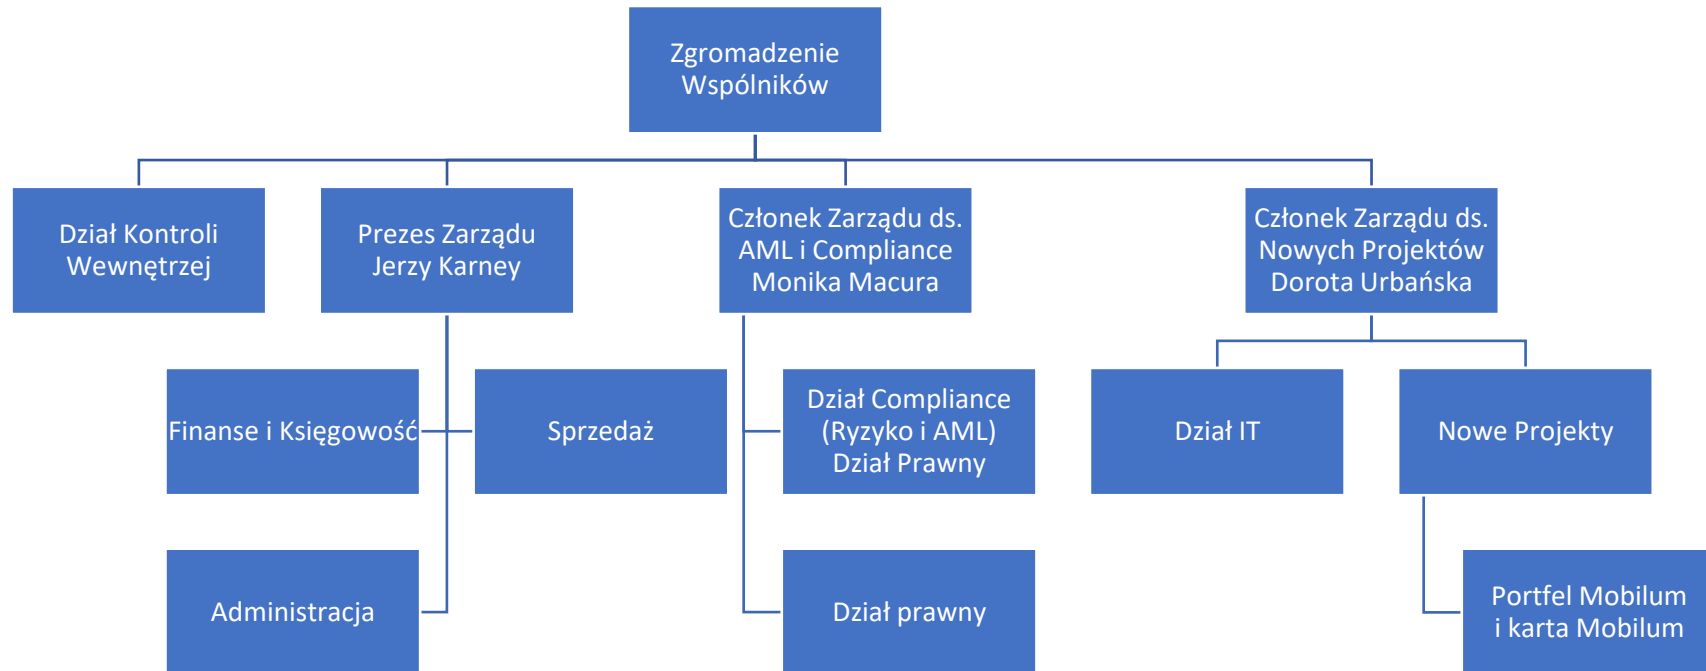 Zgromadzenie
Wspólników
Dział Kontroli
Wewnętrzej
Prezes Zarządu
Jerzy Karney
Członek Zarządu ds.
AML i Compliance
Monika Macura
Członek Zarządu ds.
Nowych Projektów
Dorota Urbańska
Finanse i Księgowość
Sprzedaż
Dział Compliance
(Ryzyko i AML)
Dział Prawny
Dział IT
Nowe Projekty
Administracja
Dział prawny
Portfel Mobilum
i karta Mobilum